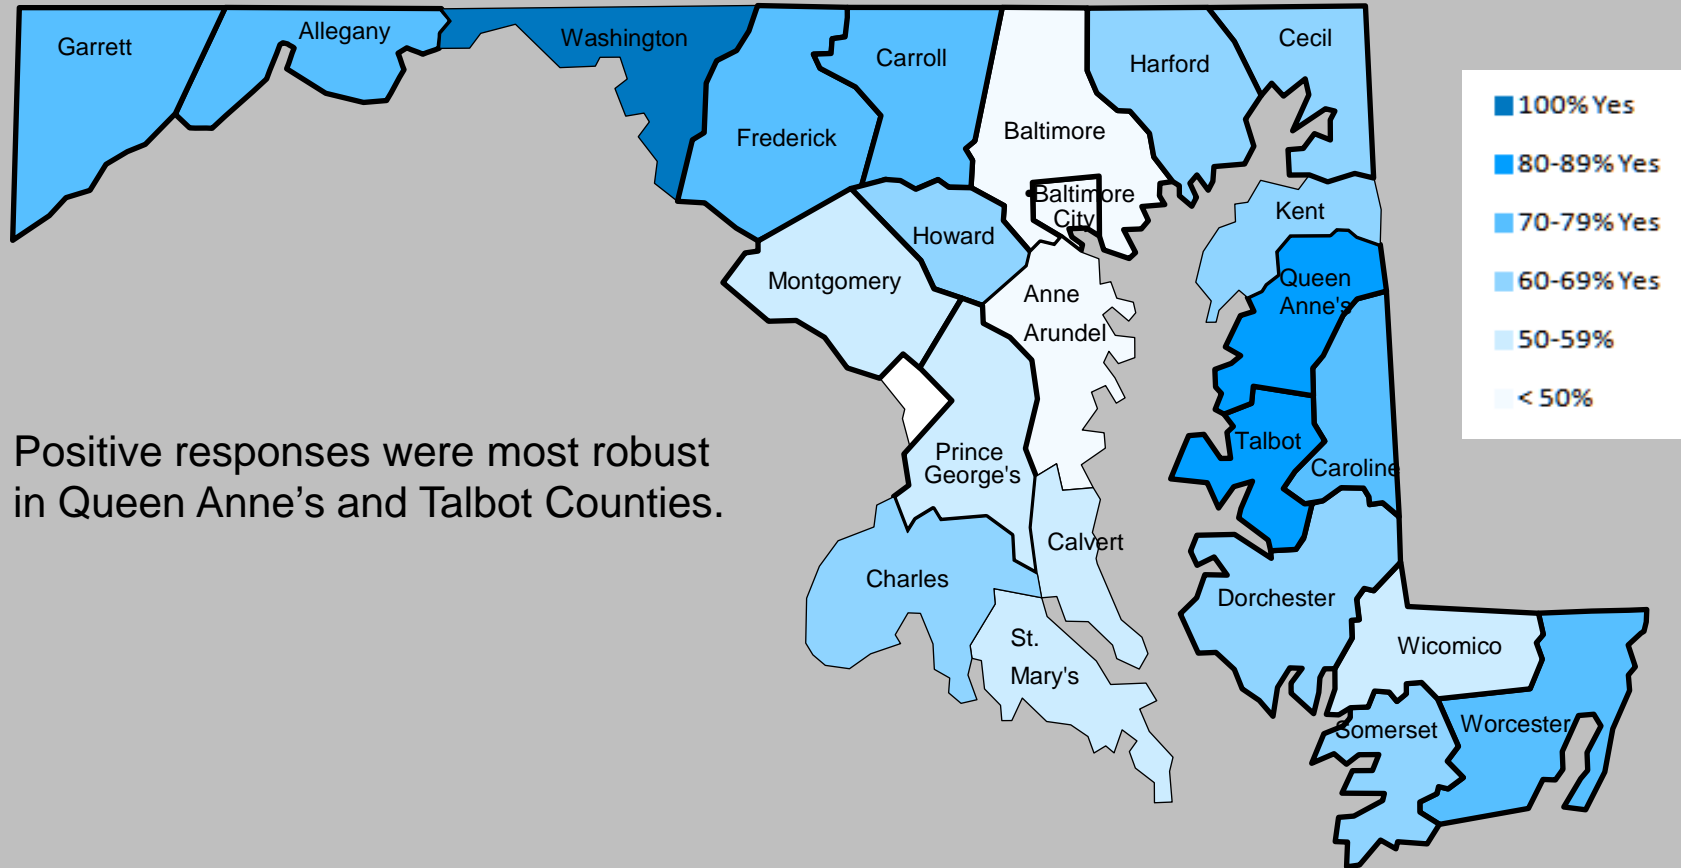 Garrett
Allegany
Washington
Frederick
Carroll
Baltimore
Baltimore
City
Harford
Cecil
Howard
Montgomery
Anne
Arundel
Prince
George's
Charles
Calvert
St.
Mary's
Kent
Queen
Anne's
Talbot
Caroline
Dorchester
Wicomico
Somerset
Worcester
100% Yes
80-89% Yes
70-79% Yes
60-69% Yes
50-59%
< 50%
Positive responses were most robust
in Queen Anne’s and Talbot Counties.